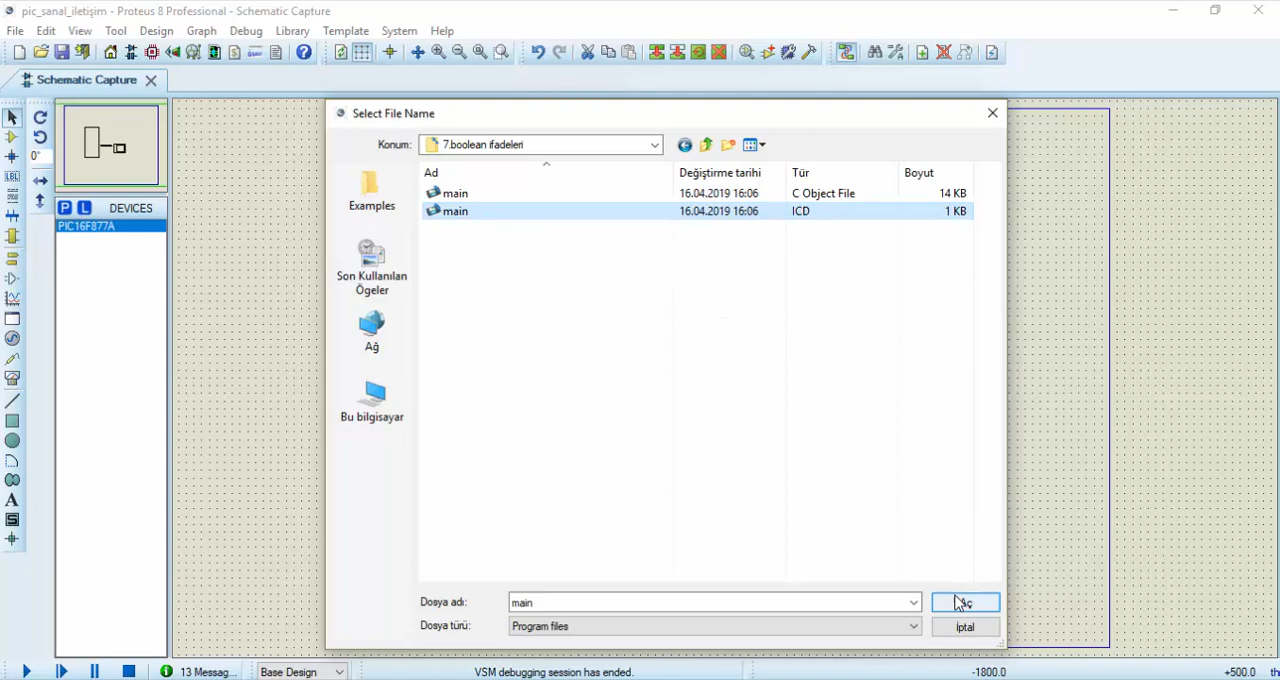 pic_sanal_iletişim - Proteus 8 Professional - Schematic Capture
File Edit View Tool Design Graph Debug Library Template System Help
Schematic Capture
Select File Name
Konum: 7.boolean ifadeleri
Ad Değiştirme tarihi Tür Boyut
main 16.04.2019 16:06 C Object File 14 KB
main 16.04.2019 16:06 ICD 1 KB
Examples
Son Kullanılan
Ögeler
Ağ
Bu bilgisayar
0°
P L DEVICES
PIC16F877A
LBL
A
S
Dosya adı: main
Dosya türü: Program files
İptal
13 Messag... Base Design VSM debugging session has ended. -1800.0 +500.0 th